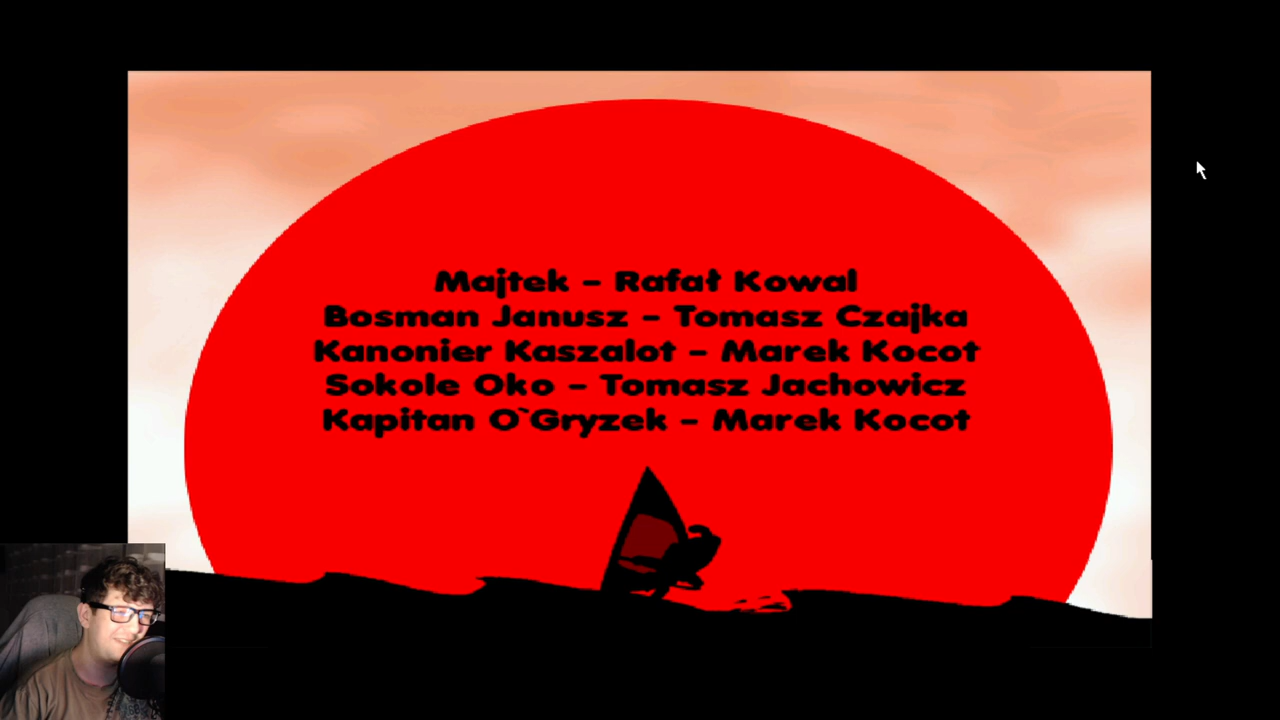 Majtek - Rafał Kowal
Bosman Janusz - Tomasz Czajka
Kanonier Kaszalot - Marek Kocot
Sokole Oko - Tomasz Jachowicz
Kapitan O`Gryzek - Marek Kocot